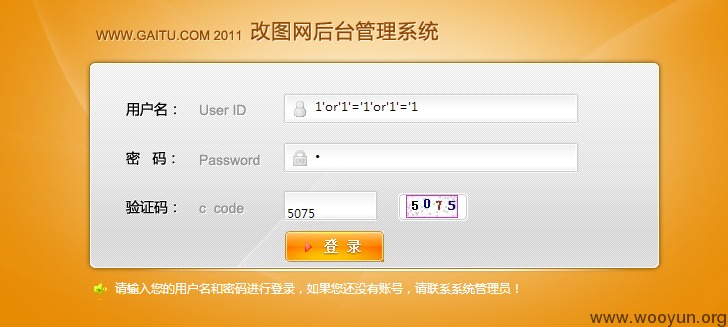 WWW.GAITU.COM 2011 改图网后台管理系统
用户名： User ID 1'or'1'='1'or'1'='1
密 码： Password •
验证码： c code 5075 5075
登 录
请输入您的用户名和密码进行登录，如果您还没有账号，请联系系统管理员！
www.wooyun.org